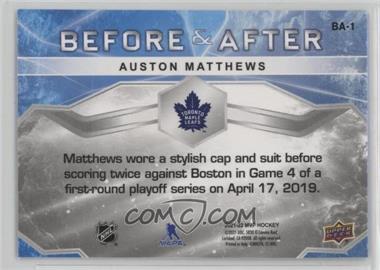 BA-1
BEFORE & AFTER
AUSTON MATTHEWS
TORONTO
MAPLE
LEAFS
Matthews wore a stylish cap and suit before
scoring twice against Boston in Game 4 of a
first-round playoff series on April 17, 2019.
COMC
NHL
NHLPA
2021-22 MVP HOCKEY
UPPER DECK